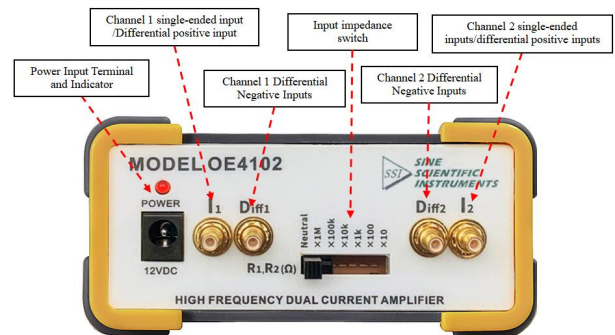 Channel 1 single-ended input
/Differential positive input
Input impedance
switch
Channel 2 single-ended
inputs/differential positive inputs
Power Input Terminal
and Indicator
Channel 1 Differential
Negative Inputs
Channel 2 Differential
Negative Inputs
MODEL OE4102
SSI
SINE
SCIENTIFIC
INSTRUMENTS
POWER
I1
Diff1
Neutral
×1M
×100k
×10k
×1k
×100
×10
Diff2
I2
R1,R2(Ω)
12VDC
HIGH FREQUENCY DUAL CURRENT AMPLIFIER